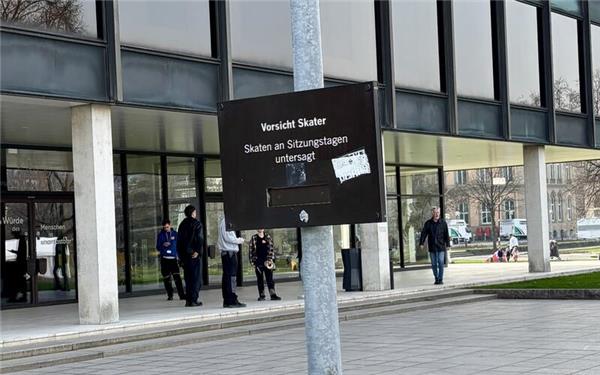 Vorsicht Skater
Skaten an Sitzungstagen
untersagt
Würde
Menschen